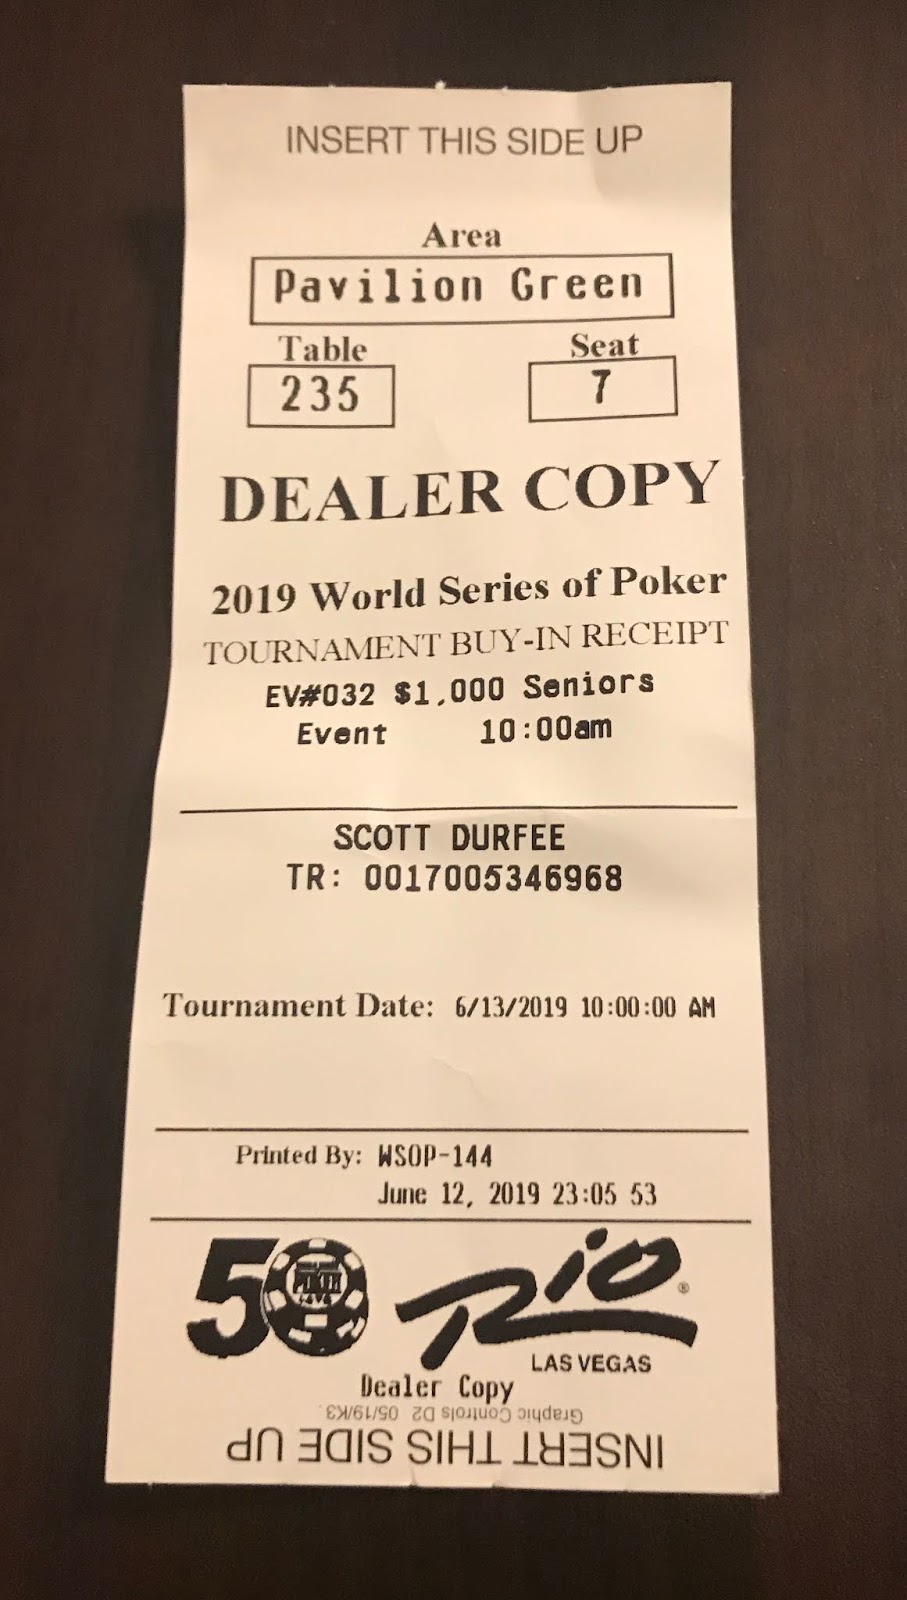 INSERT THIS SIDE UP
Area
Pavilion Green
Table Seat
235 7
DEALER COPY
2019 World Series of Poker
TOURNAMENT BUY-IN RECEIPT
EV#032 $1,000 Seniors
Event 10:00am
SCOTT DURFEE
TR: 0017005346968
Tournament Date: 6/13/2019 10:00:00 AM
Printed By: WSOP-144
June 12, 2019 23:05 53
50 Rio®
POKER
LAS VEGAS
Dealer Copy
Graphic Controls D2 05/19/K3
INSERT THIS SIDE UP